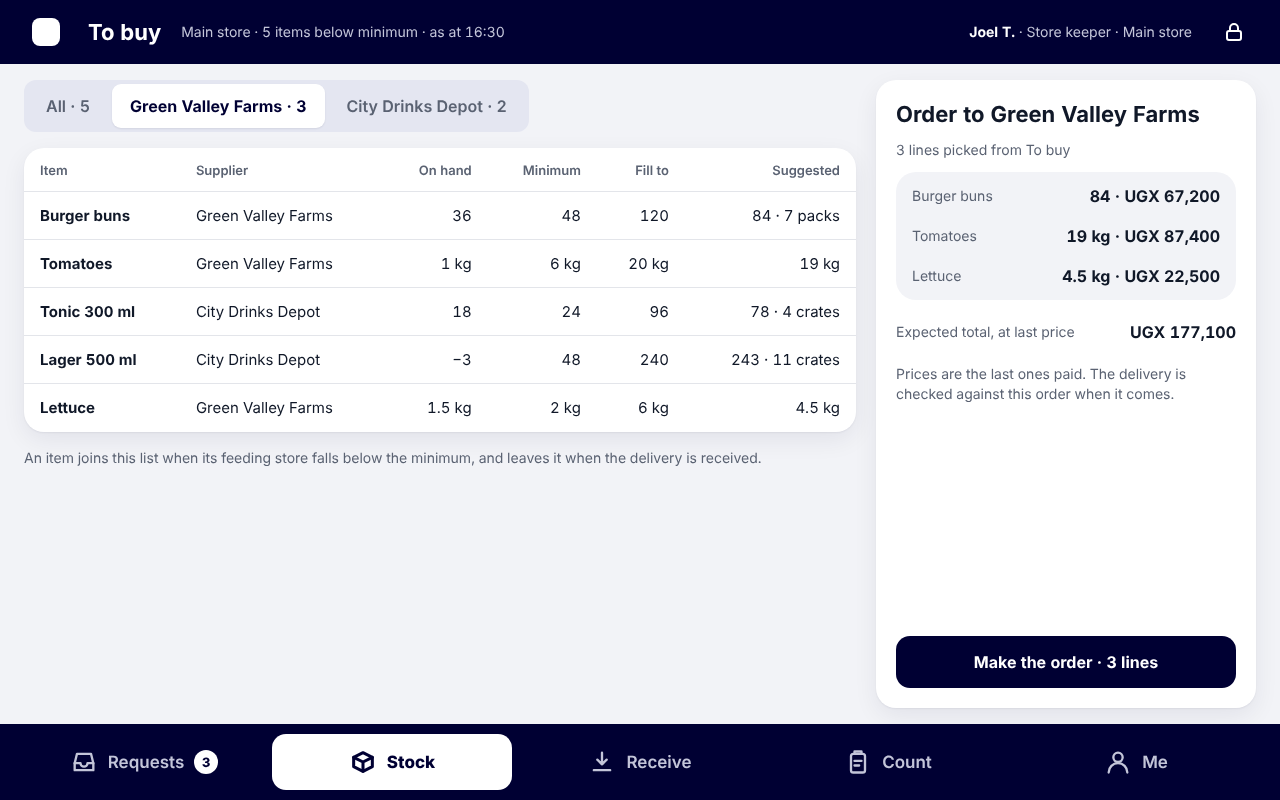 To buy
Main store · 5 items below minimum · as at 16:30
Joel T. · Store keeper · Main store
All · 5
Green Valley Farms · 3
City Drinks Depot · 2
Item Supplier On hand Minimum Fill to Suggested
Burger buns Green Valley Farms 36 48 120 84 · 7 packs
Tomatoes Green Valley Farms 1 kg 6 kg 20 kg 19 kg
Tonic 300 ml City Drinks Depot 18 24 96 78 · 4 crates
Lager 500 ml City Drinks Depot −3 48 240 243 · 11 crates
Lettuce Green Valley Farms 1.5 kg 2 kg 6 kg 4.5 kg
An item joins this list when its feeding store falls below the minimum, and leaves it when the delivery is received.
Order to Green Valley Farms
3 lines picked from To buy
Burger buns 84 · UGX 67,200
Tomatoes 19 kg · UGX 87,400
Lettuce 4.5 kg · UGX 22,500
Expected total, at last price UGX 177,100
Prices are the last ones paid. The delivery is
checked against this order when it comes.
Make the order · 3 lines
Requests 3
Stock
Receive
Count
Me